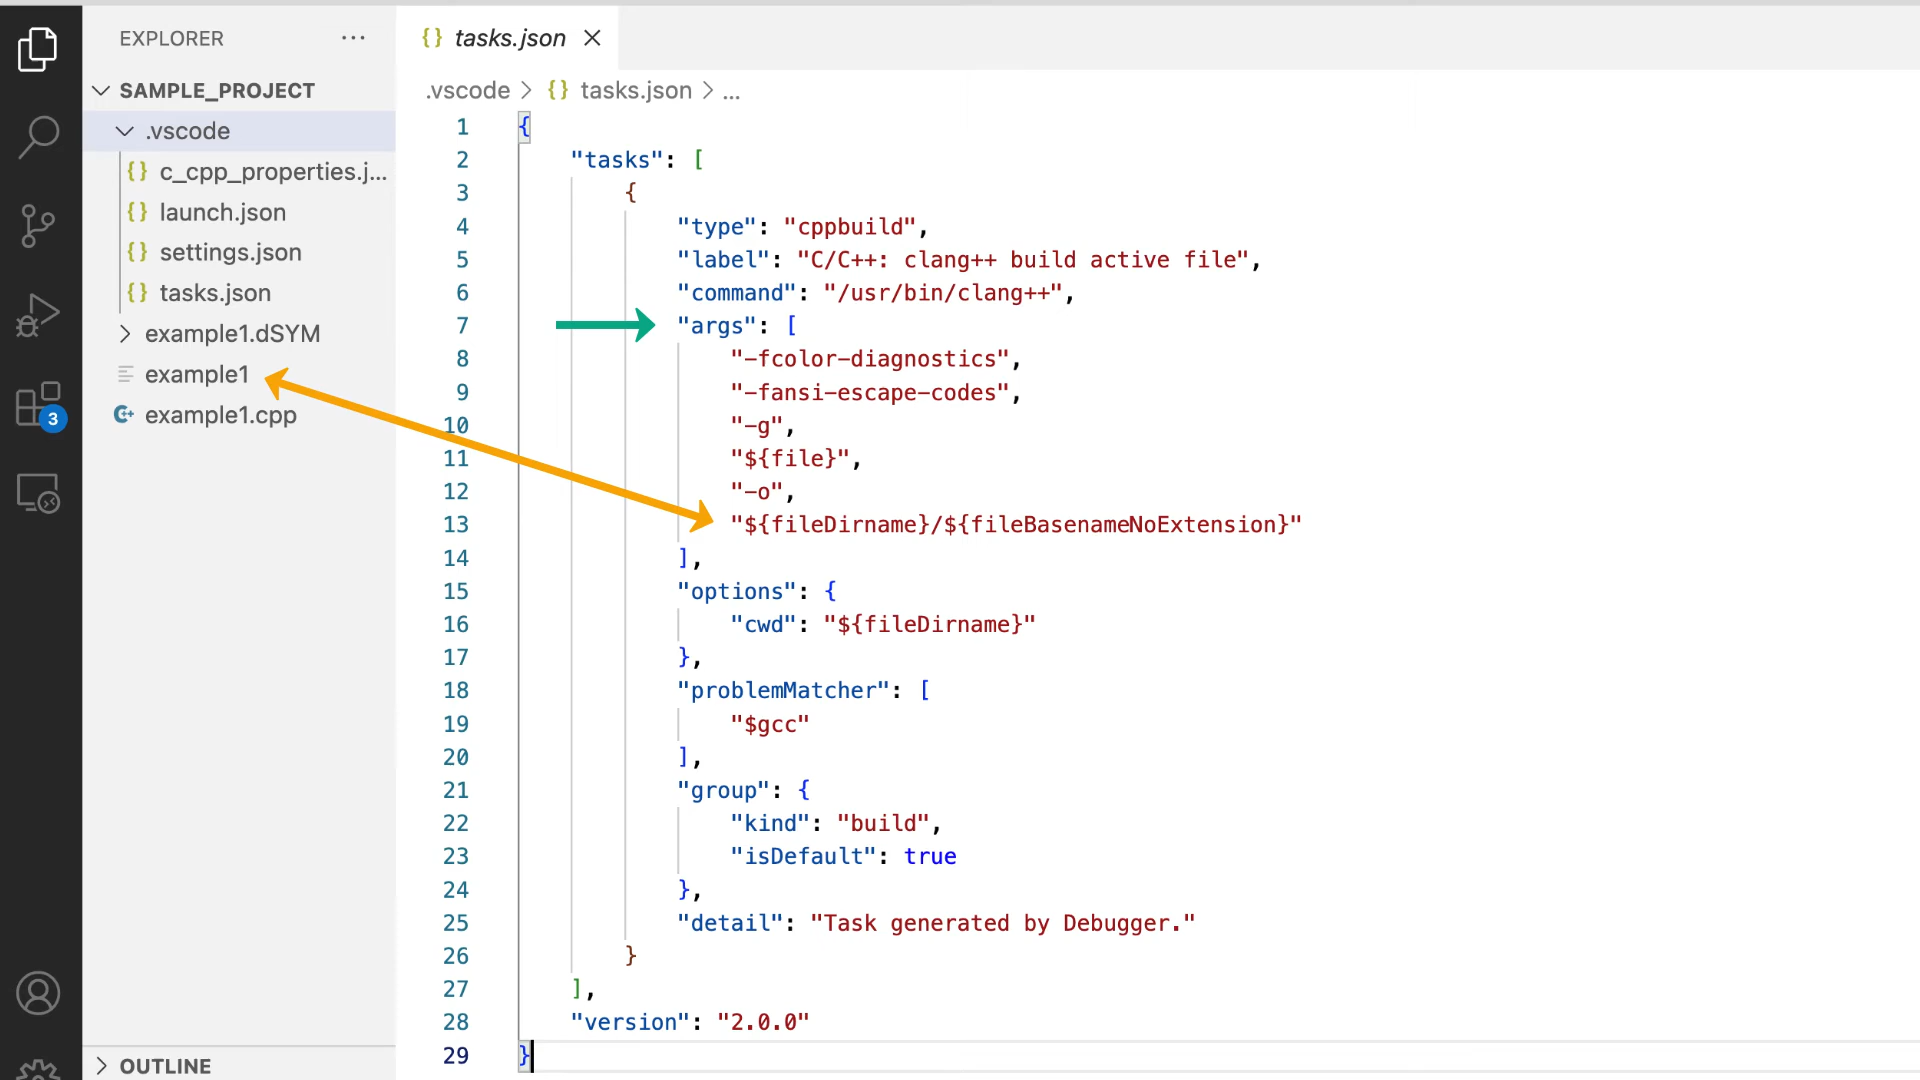 EXPLORER ···
SAMPLE_PROJECT
.vscode
{} c_cpp_properties.j...
{} launch.json
{} settings.json
{} tasks.json
example1.dSYM
example1
example1.cpp
3
OUTLINE
{} tasks.json
.vscode > {} tasks.json > ...
1 {
2 "tasks": [
3 {
4 "type": "cppbuild",
5 "label": "C/C++: clang++ build active file",
6 "command": "/usr/bin/clang++",
7 "args": [
8 "-fcolor-diagnostics",
9 "-fansi-escape-codes",
10 "-g",
11 "${file}",
12 "-o",
13 "${fileDirname}/${fileBasenameNoExtension}"
14 ],
15 "options": {
16 "cwd": "${fileDirname}"
17 },
18 "problemMatcher": [
19 "$gcc"
20 ],
21 "group": {
22 "kind": "build",
23 "isDefault": true
24 },
25 "detail": "Task generated by Debugger."
26 }
27 ],
28 "version": "2.0.0"
29 }